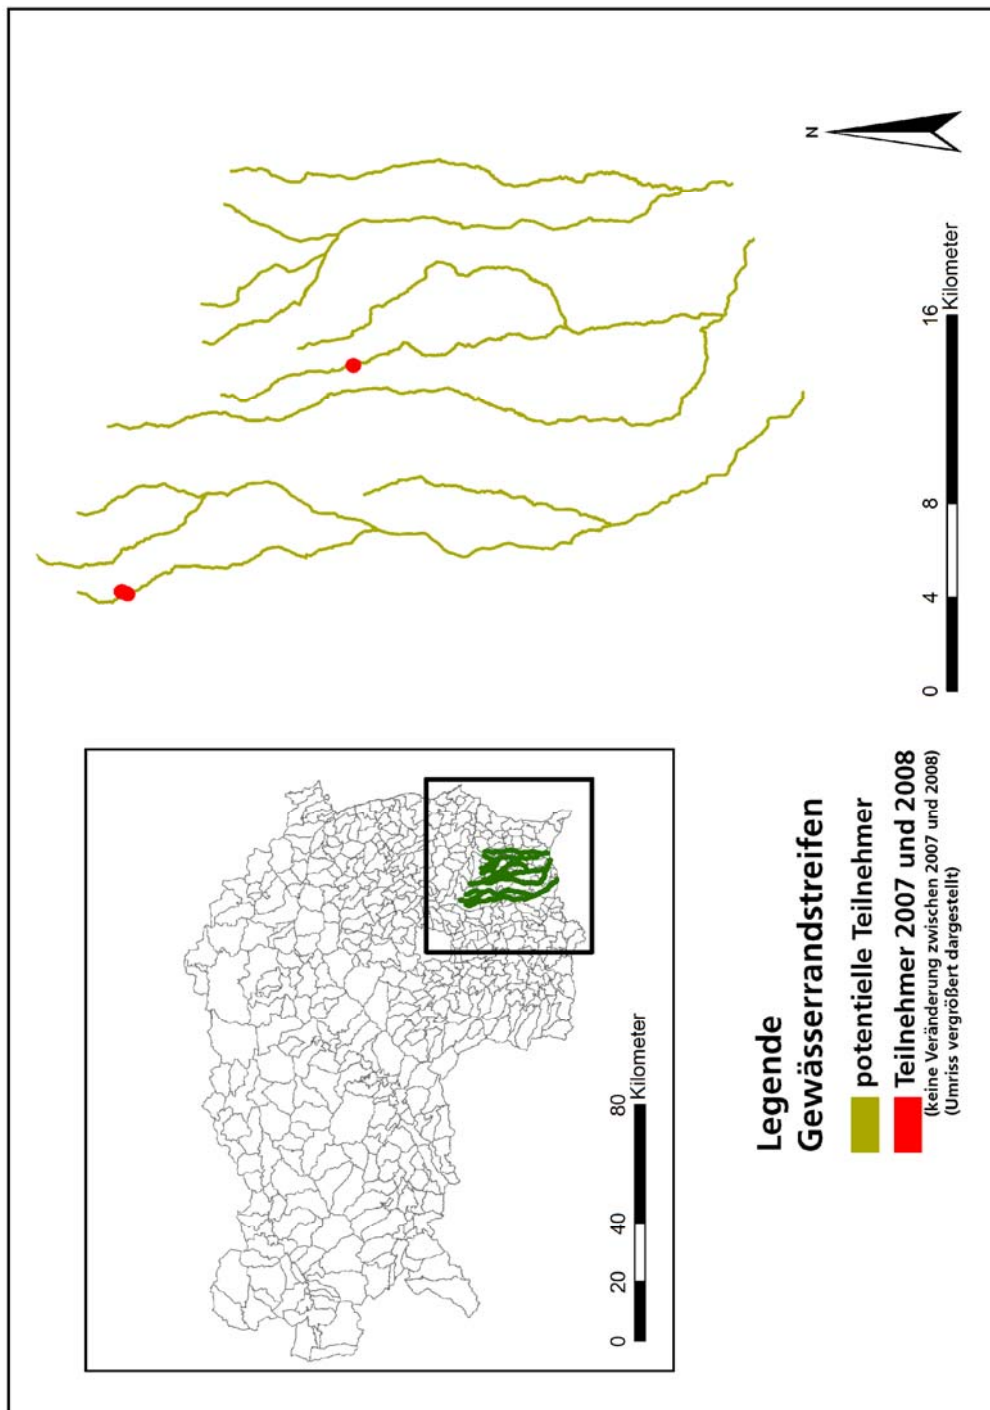 N
0 4 8 16
Kilometer
0 20 40 80
Kilometer
Legende
Gewässerrandstreifen
potentielle Teilnehmer
Teilnehmer 2007 und 2008
(keine Veränderung zwischen 2007 und 2008)
(Umriss vergrößert dargestellt)